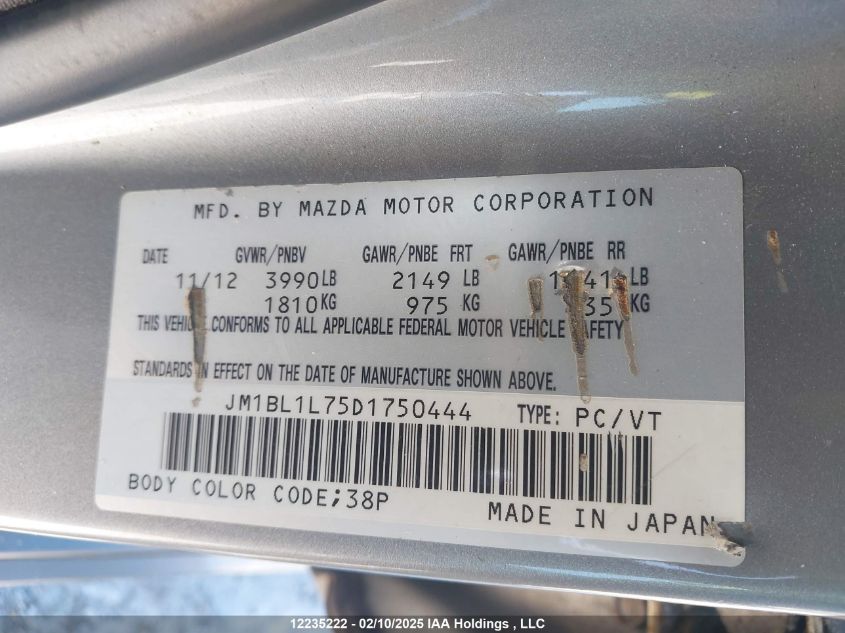 MFD. BY MAZDA MOTOR CORPORATION
DATE GVWR/PNBV GAWR/PNBE FRT GAWR/PNBE RR
11/12 3990LB 2149 LB LB
1810KG 975 KG KG
THIS VEHICLE CONFORMS TO ALL APPLICABLE FEDERAL MOTOR VEHICLE SAFETY
STANDARDS IN EFFECT ON THE DATE OF MANUFACTURE SHOWN ABOVE.
JM1BL1L75D1750444 TYPE: PC/VT
BODY COLOR CODE;38P
MADE IN JAPAN
12235222 - 02/10/2025 IAA Holdings , LLC